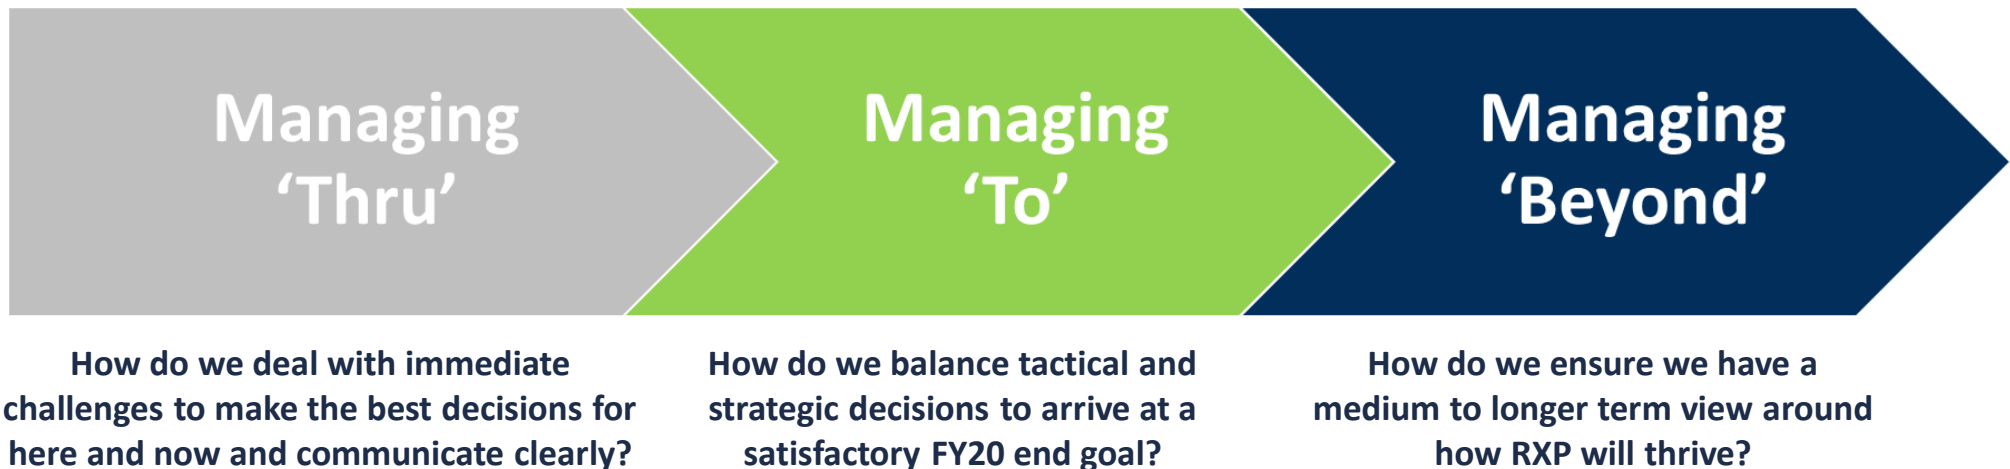 Managing
‘Thru’
Managing
‘To’
Managing
‘Beyond’
How do we deal with immediate
challenges to make the best decisions for
here and now and communicate clearly?
How do we balance tactical and
strategic decisions to arrive at a
satisfactory FY20 end goal?
How do we ensure we have a
medium to longer term view around
how RXP will thrive?